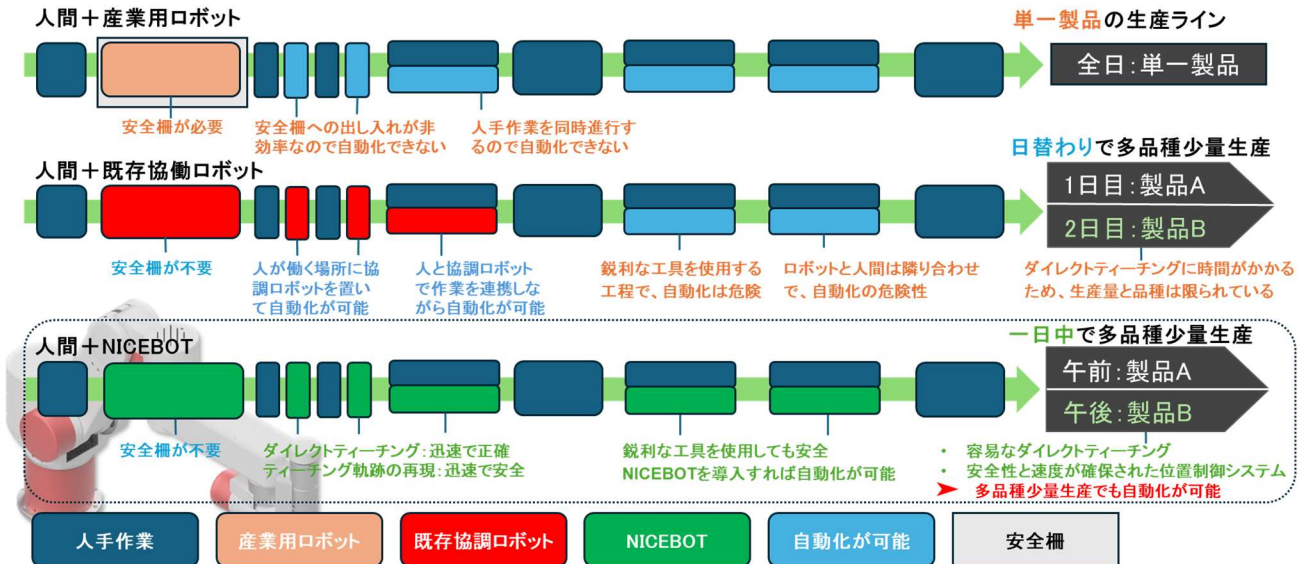 人間＋産業用ロボット
単一製品の生産ライン
全日：単一製品
安全柵が必要
安全柵への出し入れが非
効率なので自動化できない
人手作業を同時進行す
るので自動化できない
人間＋既存協働ロボット
日替わりで多品種少量生産
1日目：製品A
2日目：製品B
安全柵が不要
人が働く場所に協
調ロボットを置い
て自動化が可能
人と協調ロボット
で作業を連携しな
がら自動化が可能
鋭利な工具を使用する
工程で、自動化は危険
ロボットと人間は隣り合わせ
で、自動化の危険性
ダイレクトティーチングに時間がかかる
ため、生産量と品種は限られている
人間＋NICEBOT
一日中で多品種少量生産
午前：製品A
午後：製品B
安全柵が不要
ダイレクトティーチング：迅速で正確
ティーチング軌跡の再現：迅速で安全
鋭利な工具を使用しても安全
NICEBOTを導入すれば自動化が可能
・ 容易なダイレクトティーチング
・ 安全性と速度が確保された位置制御システム
➤ 多品種少量生産でも自動化が可能
人手作業
産業用ロボット
既存協調ロボット
NICEBOT
自動化が可能
安全柵